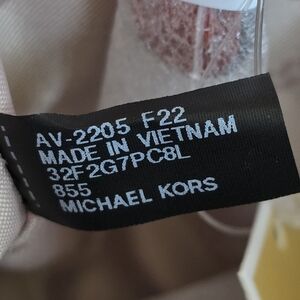 AV-2205 F22
MADE IN VIETNAM
32F2G7PC8L
855
MICHAEL KORS